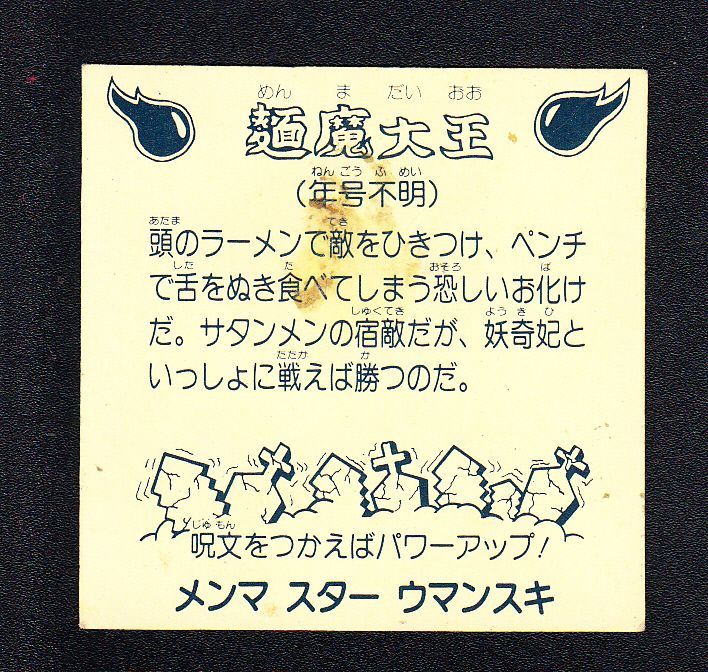 めん ま だい おお
麺魔大王
ねんごう ふ めい
(年号不明)
あたま てき
頭のラーメンで敵をひきつけ、ペンチ
した た おそろ ば
で舌をぬき食べてしまう恐しいお化け
しゅくてき よう き ひ
だ。サタンメンの宿敵だが、妖奇妃と
たたか か
いっしょに戦えば勝つのだ。
じゅ もん
呪文をつかえばパワーアップ!
メンマ スター ウマンスキ